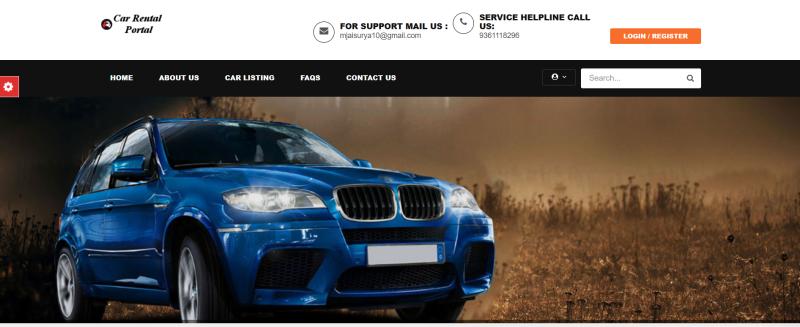 Car Rental
Portal
FOR SUPPORT MAIL US :
mjaisurya10@gmail.com
SERVICE HELPLINE CALL
US:
9361118296
LOGIN / REGISTER
HOME
ABOUT US
CAR LISTING
FAQS
CONTACT US
Search...